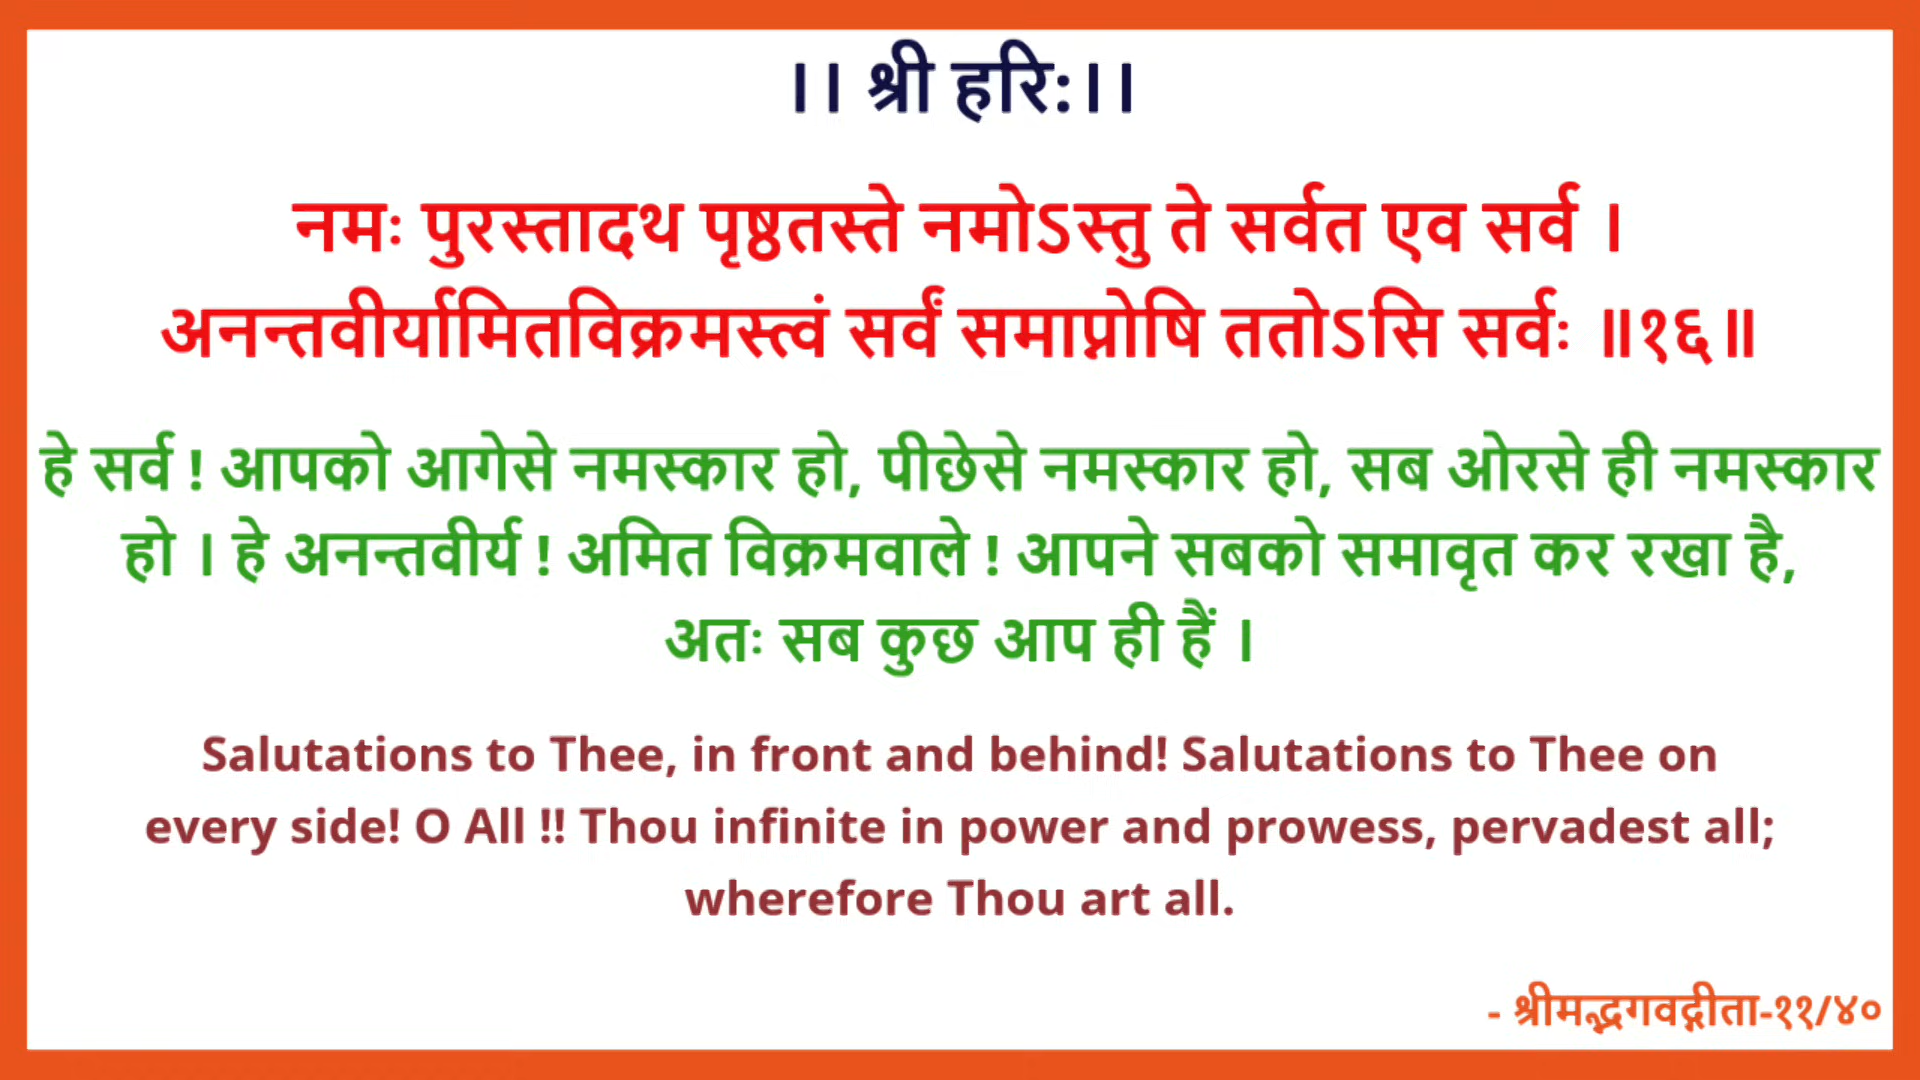 ।। श्री हरि:।।
नमः पुरस्तादथ पृष्ठतस्ते नमोऽस्तु ते सर्वत एव सर्व ।
अनन्तवीर्यामितविक्रमस्त्वं सर्वं समाप्नोषि ततोऽसि सर्वः ॥१६॥
हे सर्व ! आपको आगेसे नमस्कार हो, पीछेसे नमस्कार हो, सब ओरसे ही नमस्कार
हो । हे अनन्तवीर्य ! अमित विक्रमवाले ! आपने सबको समावृत कर रखा है,
अतः सब कुछ आप ही हैं ।
Salutations to Thee, in front and behind! Salutations to Thee on
every side! O All !! Thou infinite in power and prowess, pervadest all;
wherefore Thou art all.
- श्रीमद्भगवद्गीता-११/४०